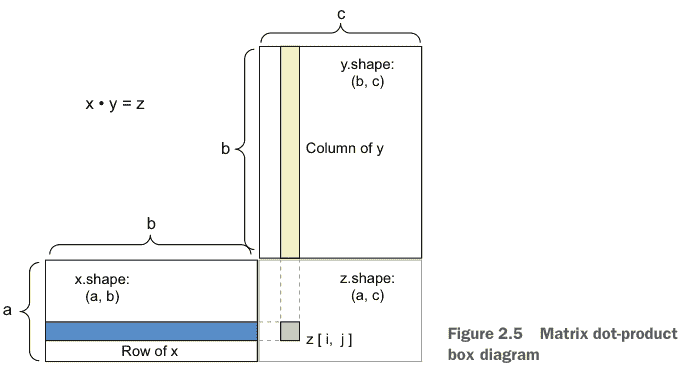 c
y.shape:
(b, c)
x • y = z
b
Column of y
b
x.shape:
(a, b)
z.shape:
(a, c)
a
z [ i, j ]
Row of x
Figure 2.5 Matrix dot-product
box diagram